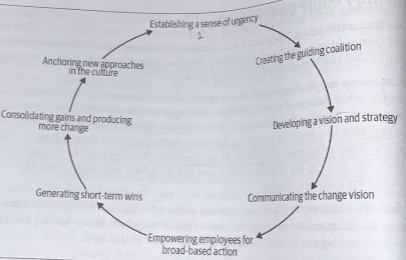 Establishing a sense of urgency
1
Creating the guiding coalition
Developing a vision and strategy
Communicating the change vision
Empowering employees for
broad-based action
Generating short-term wins
Consolidating gains and producing
more change
Anchoring new approaches
in the culture